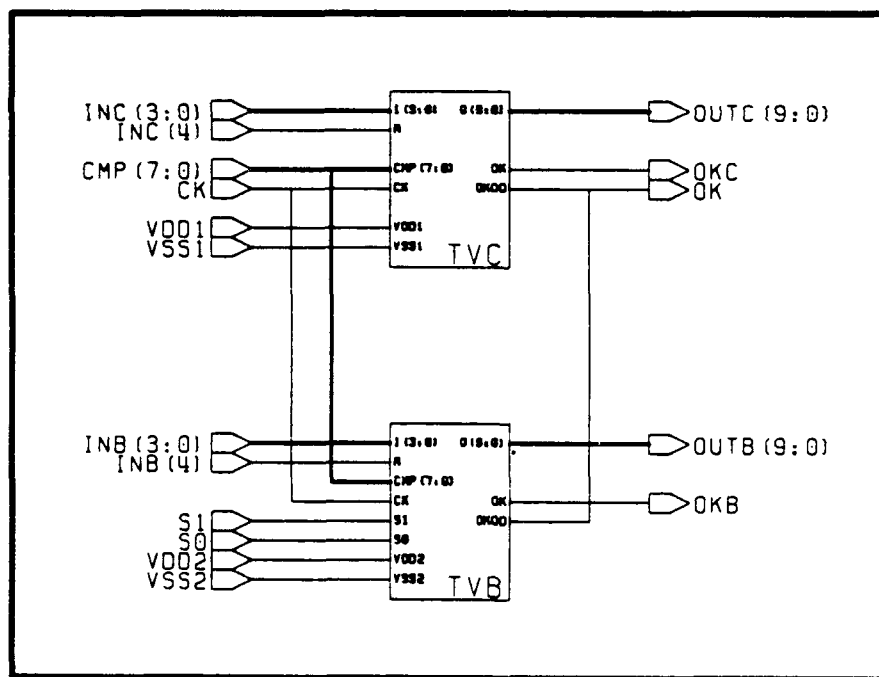 INC(3:0) I(3:0) O(9:0) OUTC(9:0)
INC(4) A
CMP(7:0) CMP(7:0) OK OKC
CK CK OKOD OK
VDD1 VDD1
VSS1 VSS1
TVC
INB(3:0) I(3:0) O(9:0) OUTB(9:0)
INB(4) A
CMP(7:0)
CK OK OKB
S1 S1 OKOD
S0 S0
VDD2 VDD2
VSS2 VSS2
TVB